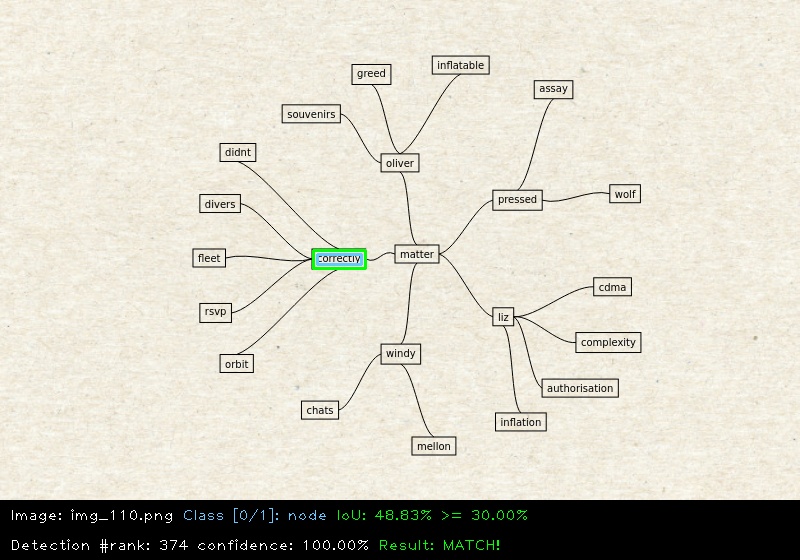 inflatable
greed
assay
souvenirs
didnt
oliver
wolf
pressed
divers
matter
fleet
correctly
cdma
rsvp
liz
complexity
windy
orbit
authorisation
chats
inflation
mellon
Image: img_110.png Class [0/1]: node IoU: 48.83% >= 30.00%
Detection #rank: 374 confidence: 100.00% Result: MATCH!